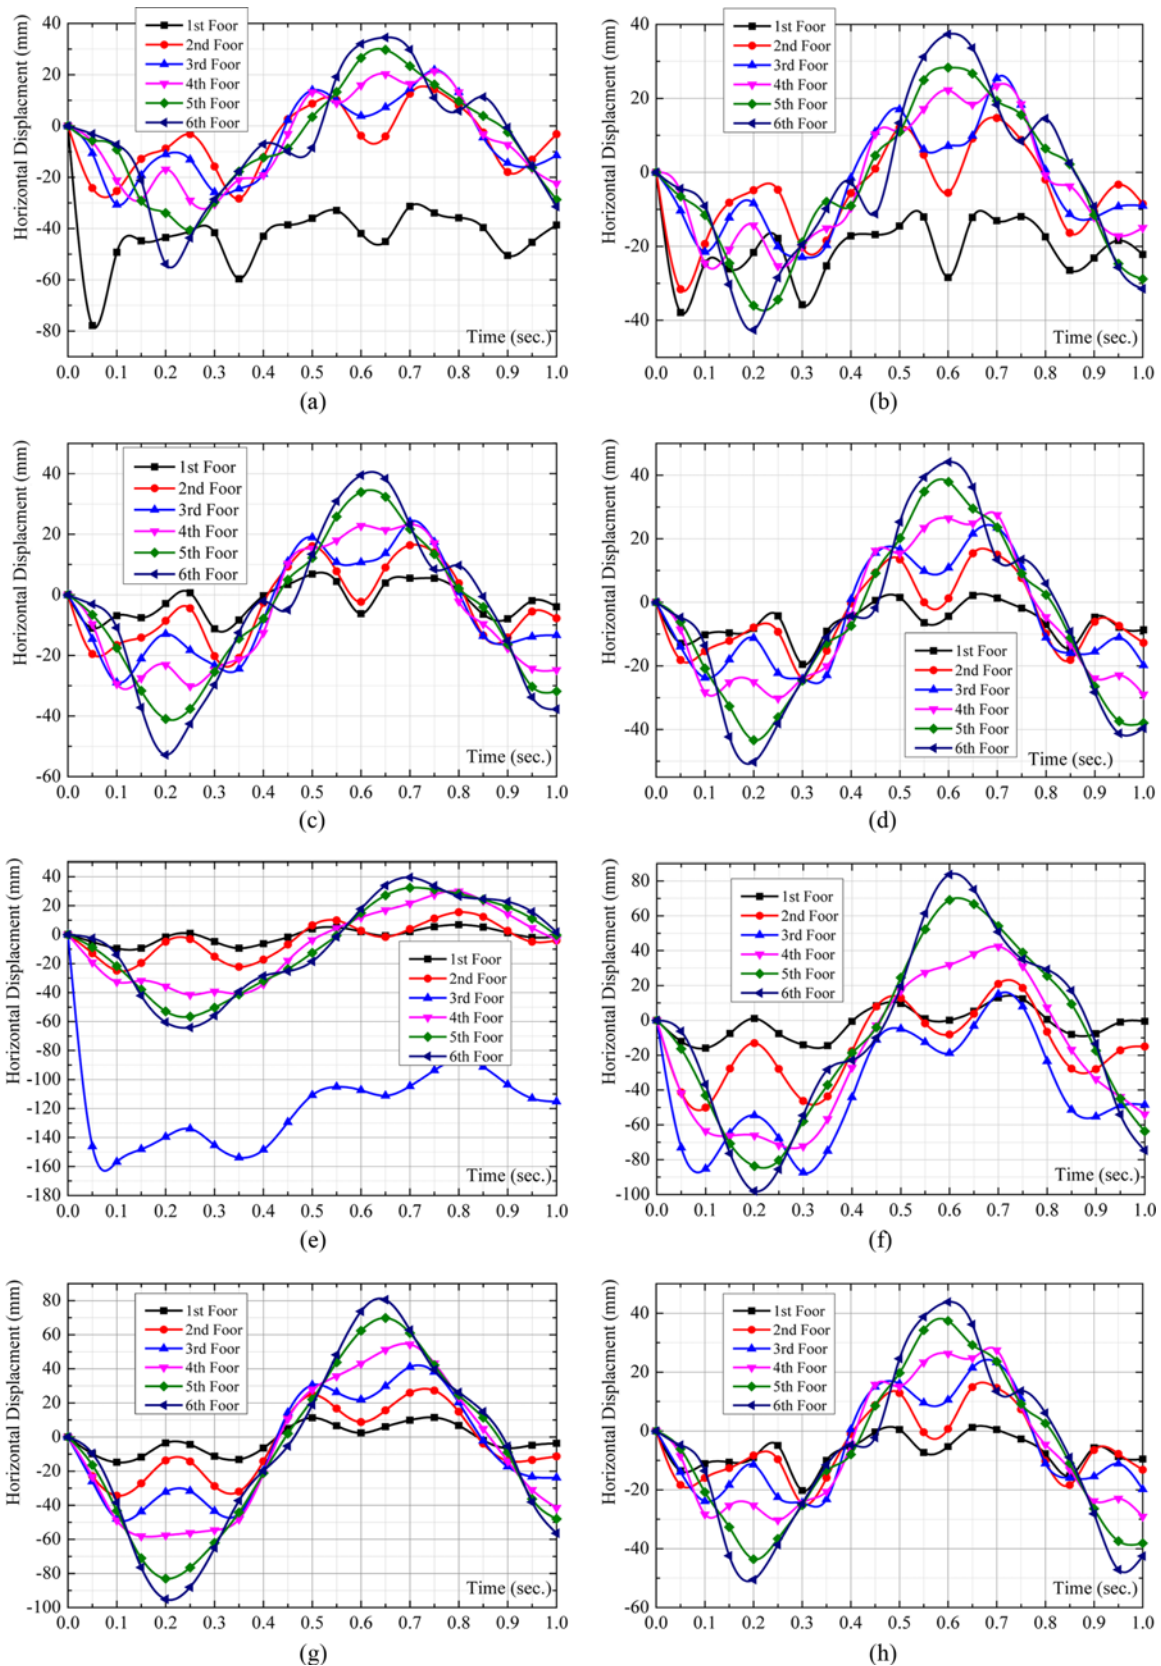 Horizontal Displacment (mm)
40
20
0
-20
-40
-60
-80
1st Foor
2nd Foor
3rd Foor
4th Foor
5th Foor
6th Foor
Time (sec.)
0.0 0.1 0.2 0.3 0.4 0.5 0.6 0.7 0.8 0.9 1.0
(a)
Horizontal Displacment (mm)
40
20
0
-20
-40
1st Foor
2nd Foor
3rd Foor
4th Foor
5th Foor
6th Foor
Time (sec.)
0.0 0.1 0.2 0.3 0.4 0.5 0.6 0.7 0.8 0.9 1.0
(b)
Horizontal Displacment (mm)
40
20
0
-20
-40
-60
1st Foor
2nd Foor
3rd Foor
4th Foor
5th Foor
6th Foor
Time (sec.)
0.0 0.1 0.2 0.3 0.4 0.5 0.6 0.7 0.8 0.9 1.0
(c)
Horizontal Displacment (mm)
40
20
0
-20
-40
1st Foor
2nd Foor
3rd Foor
4th Foor
5th Foor
6th Foor
Time (sec.)
0.0 0.1 0.2 0.3 0.4 0.5 0.6 0.7 0.8 0.9 1.0
(d)
Horizontal Displacment (mm)
60
40
20
0
-20
-40
-60
-80
-100
-120
-140
-160
-180
1st Foor
2nd Foor
3rd Foor
4th Foor
5th Foor
6th Foor
Time (sec.)
0.0 0.1 0.2 0.3 0.4 0.5 0.6 0.7 0.8 0.9 1.0
(e)
Horizontal Displacment (mm)
80
60
40
20
0
-20
-40
-60
-80
-100
1st Foor
2nd Foor
3rd Foor
4th Foor
5th Foor
6th Foor
Time (sec.)
0.0 0.1 0.2 0.3 0.4 0.5 0.6 0.7 0.8 0.9 1.0
(f)
Horizontal Displacment (mm)
80
60
40
20
0
-20
-40
-60
-80
-100
1st Foor
2nd Foor
3rd Foor
4th Foor
5th Foor
6th Foor
Time (sec.)
0.0 0.1 0.2 0.3 0.4 0.5 0.6 0.7 0.8 0.9 1.0
(g)
Horizontal Displacment (mm)
40
20
0
-20
-40
-60
1st Foor
2nd Foor
3rd Foor
4th Foor
5th Foor
6th Foor
Time (sec.)
0.0 0.1 0.2 0.3 0.4 0.5 0.6 0.7 0.8 0.9 1.0
(h)